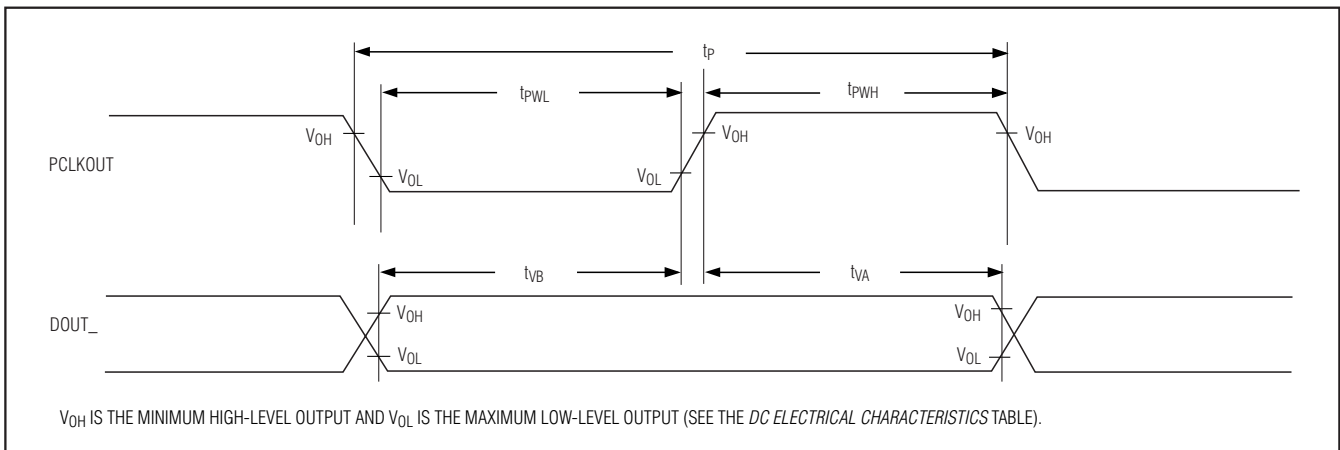 tP
tPWL
tPWH
VOH
VOH
VOH
PCLKOUT
VOL
VOL
tVB
tVA
VOH
VOH
DOUT_
VOL
VOL
VOH IS THE MINIMUM HIGH-LEVEL OUTPUT AND VOL IS THE MAXIMUM LOW-LEVEL OUTPUT (SEE THE DC ELECTRICAL CHARACTERISTICS TABLE).